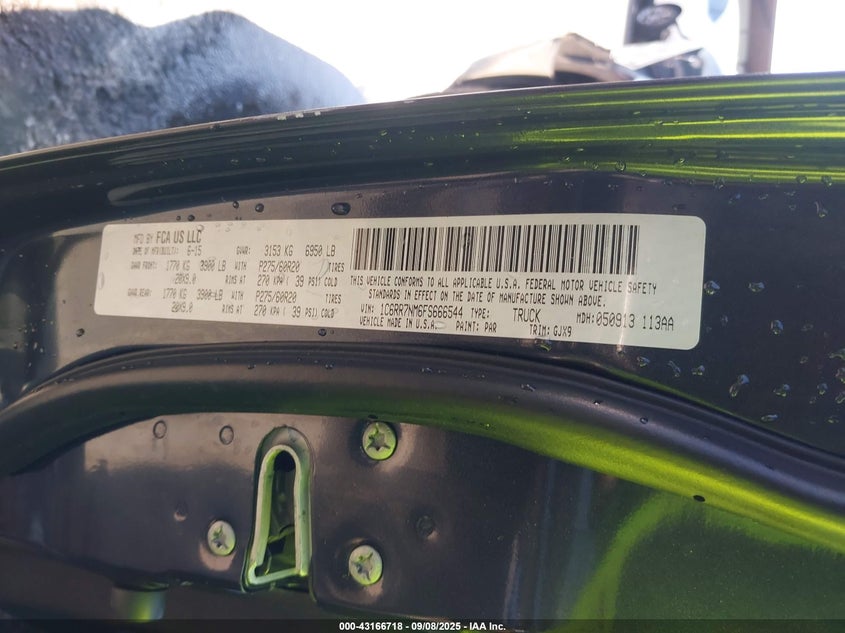 MFD BY FCA US LLC
DATE OF MFR(BUILT): 6-15 GVWR: 3153 KG 6950 LB
GAWR FRONT: 1770 KG 3900 LB WITH P275/60R20 TIRES
20X9.0 RIMS AT 270 KPA ( 39 PSI) COLD
GAWR REAR: 1770 KG 3900 LB WITH P275/60R20 TIRES
20X9.0 RIMS AT 270 KPA ( 39 PSI) COLD
THIS VEHICLE CONFORMS TO ALL APPLICABLE U.S.A. FEDERAL MOTOR VEHICLE SAFETY
STANDARDS IN EFFECT ON THE DATE OF MANUFACTURE SHOWN ABOVE.
VIN: 1C6RR7NM6FS666544 TYPE: TRUCK MDH:050913 113AA
VEHICLE MADE IN U.S.A. PAINT: PAR TRIM: GJX9
000-43166718 - 09/08/2025 - IAA Inc.